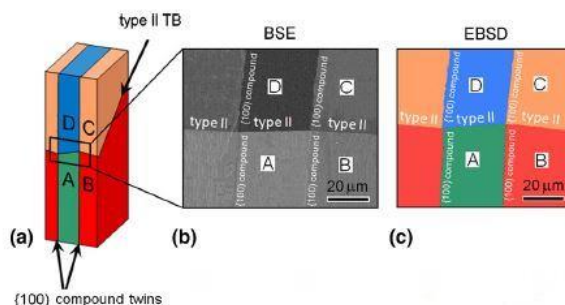 type II TB
D
C
A
B
(a)
{100} compound twins
BSE
{100} compound
D
{100} compound
C
type II
type II
type II
{100} compound
A
{100} compound
B
20 μm
(b)
EBSD
{100} compound
D
{100} compound
C
type II
type II
type II
{100} compound
A
{100} compound
B
20 μm
(c)